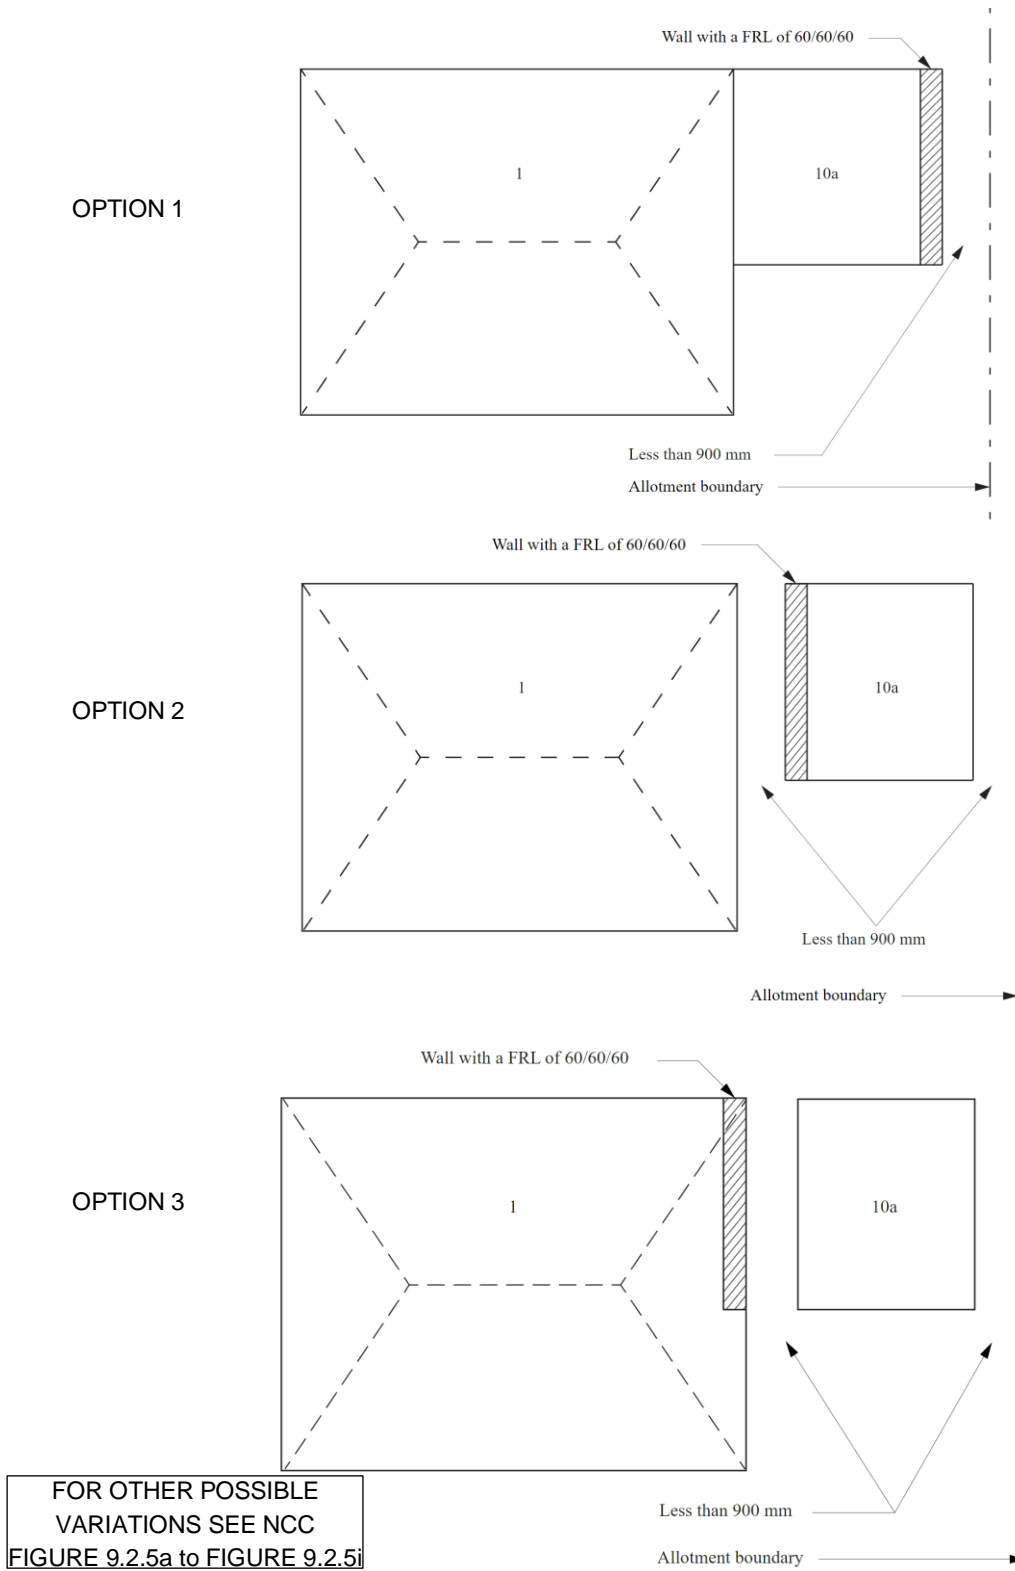 Wall with a FRL of 60/60/60
1
10a
OPTION 1
Less than 900 mm
Allotment boundary
Wall with a FRL of 60/60/60
1
10a
OPTION 2
Less than 900 mm
Allotment boundary
Wall with a FRL of 60/60/60
OPTION 3
1
10a
FOR OTHER POSSIBLE
VARIATIONS SEE NCC
FIGURE 9.2.5a to FIGURE 9.2.5i
Less than 900 mm
Allotment boundary